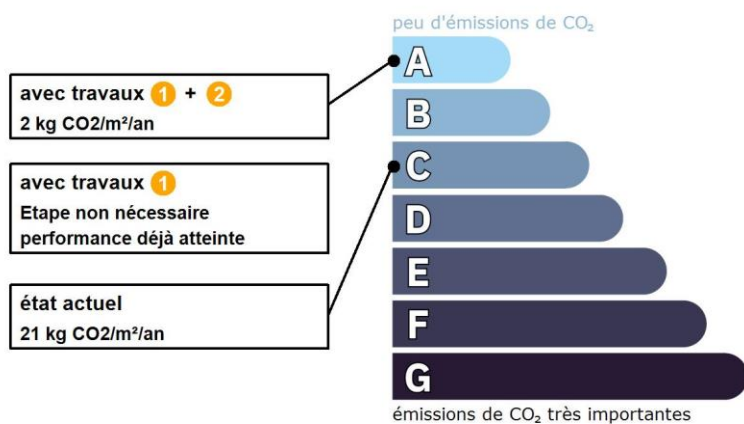 peu d'émissions de CO₂
avec travaux 1 + 2
2 kg CO2/m²/an
avec travaux 1
Etape non nécessaire
performance déjà atteinte
état actuel
21 kg CO2/m²/an
A
B
C
D
E
F
G
émissions de CO₂ très importantes